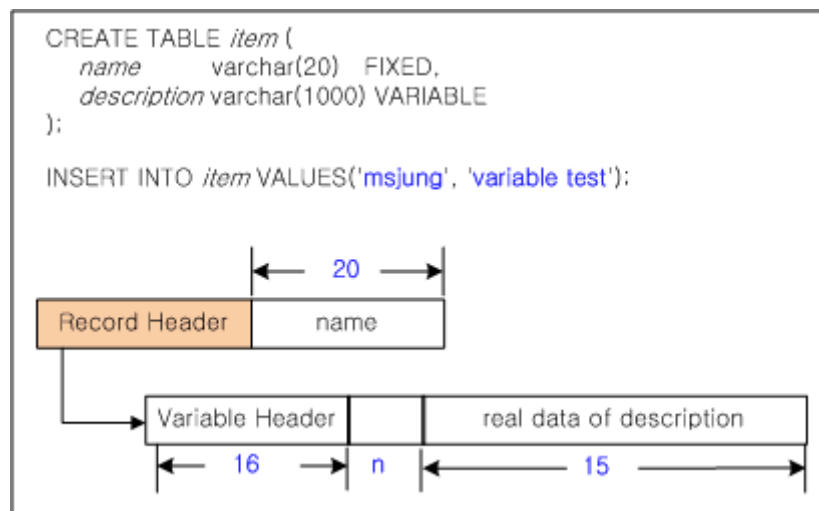 CREATE TABLE item (
name varchar(20) FIXED,
description varchar(1000) VARIABLE
);
INSERT INTO item VALUES('msjung', 'variable test');
20
Record Header name
Variable Header real data of description
16 n 15